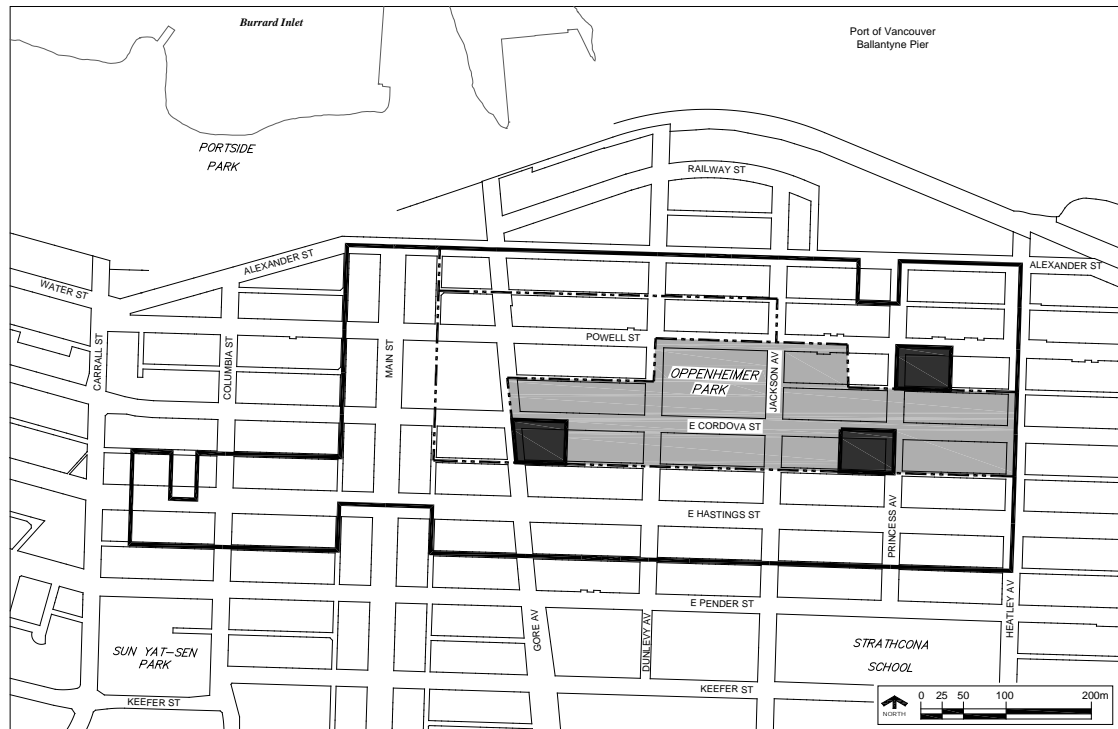 Burrard Inlet
Port of Vancouver
Ballantyne Pier
PORTSIDE
PARK
RAILWAY ST
ALEXANDER ST
ALEXANDER ST
WATER ST
CARRALL ST
COLUMBIA ST
MAIN ST
POWELL ST
OPPENHEIMER
PARK
JACKSON AV
E CORDOVA ST
E HASTINGS ST
PRINCESS AV
HEATLEY AV
E PENDER ST
GORE AV
DUNLEVY AV
SUN YAT-SEN
PARK
STRATHCONA
SCHOOL
KEEFER ST
KEEFER ST
NORTH
0 25 50 100 200m